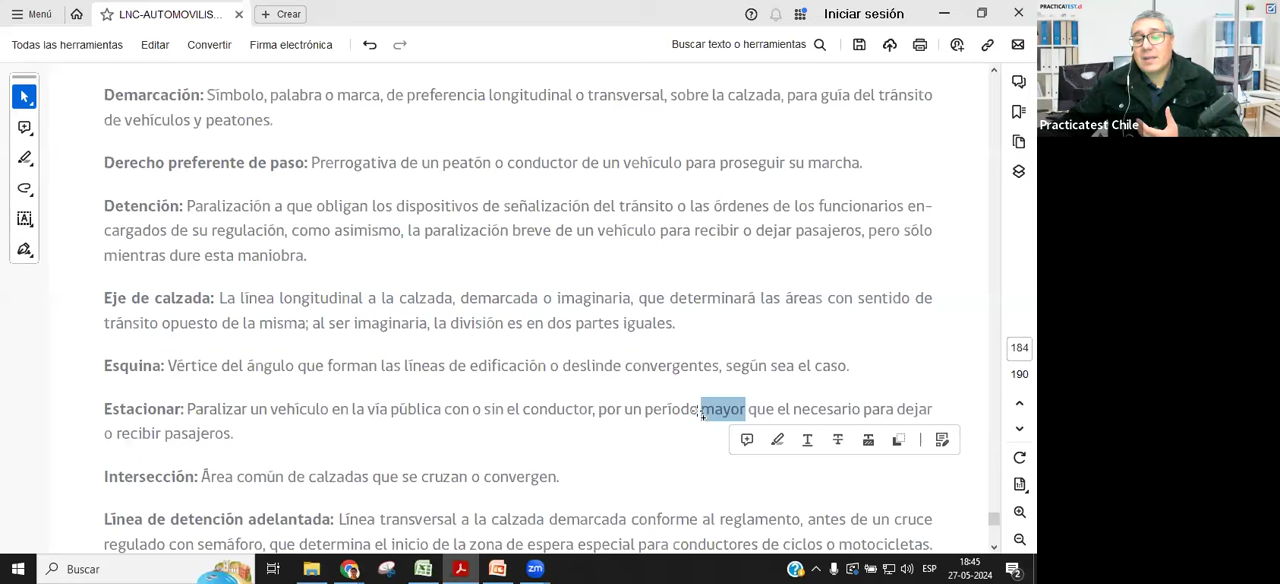 Menú
LNC-AUTOMOVILIS...
Crear
Iniciar sesión
Todas las herramientas
Editar
Convertir
Firma electrónica
Buscar texto o herramientas
PRACTICATEST.cl
Practicatest Chile
Demarcación: Símbolo, palabra o marca, de preferencia longitudinal o transversal, sobre la calzada, para guía del tránsito
de vehículos y peatones.
Derecho preferente de paso: Prerrogativa de un peatón o conductor de un vehículo para proseguir su marcha.
Detención: Paralización a que obligan los dispositivos de señalización del tránsito o las órdenes de los funcionarios en-
cargados de su regulación, como asimismo, la paralización breve de un vehículo para recibir o dejar pasajeros, pero sólo
mientras dure esta maniobra.
Eje de calzada: La línea longitudinal a la calzada, demarcada o imaginaria, que determinará las áreas con sentido de
tránsito opuesto de la misma; al ser imaginaria, la división es en dos partes iguales.
Esquina: Vértice del ángulo que forman las líneas de edificación o deslinde convergentes, según sea el caso.
Estacionar: Paralizar un vehículo en la vía pública con o sin el conductor, por un período mayor que el necesario para dejar
o recibir pasajeros.
Intersección: Área común de calzadas que se cruzan o convergen.
Línea de detención adelantada: Línea transversal a la calzada demarcada conforme al reglamento, antes de un cruce
regulado con semáforo, que determina el inicio de la zona de espera especial para conductores de ciclos o motocicletas.
184
190
Buscar
ESP
18:45
27-05-2024
2